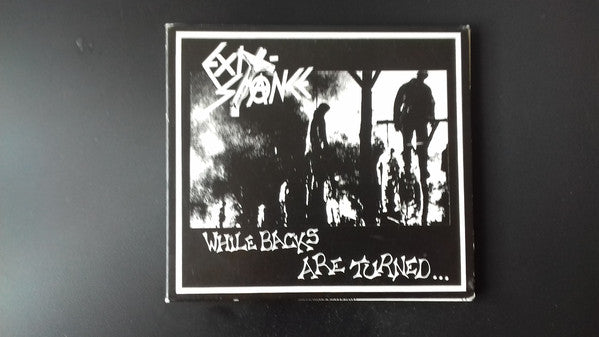 EXIT-
STANCE
WHILE BACKS
ARE TURNED...